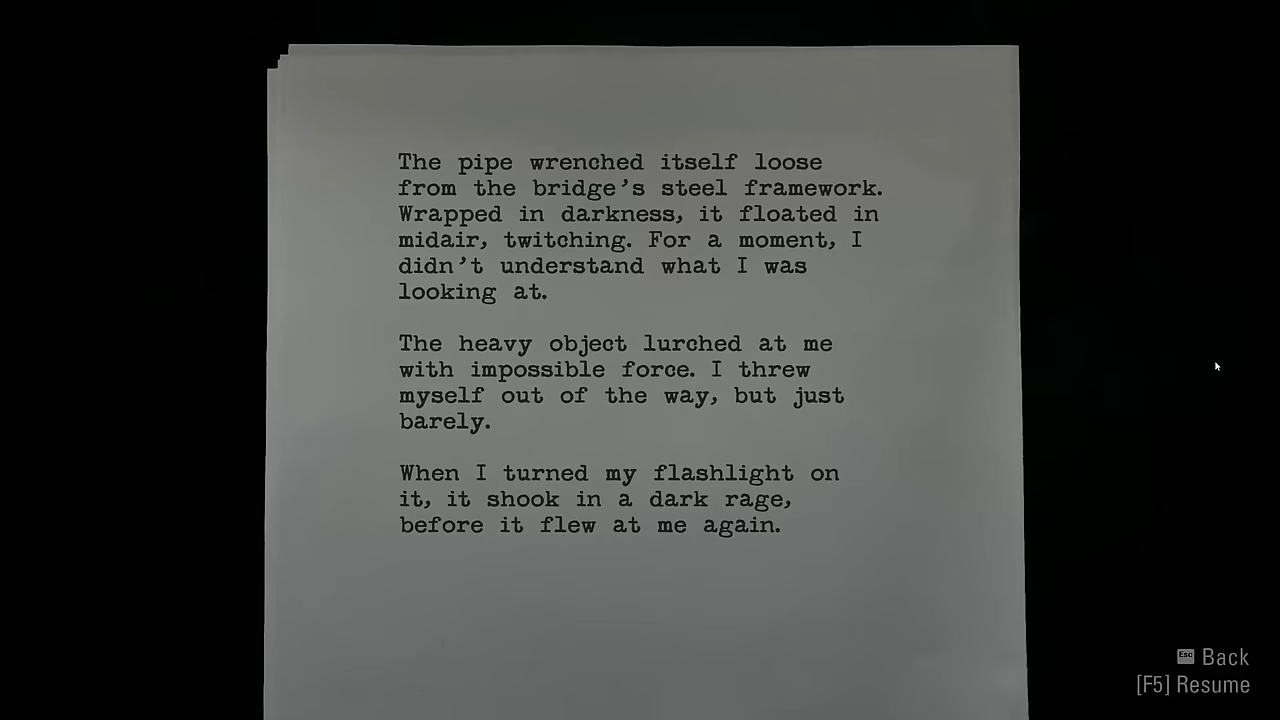 The pipe wrenched itself loose
from the bridge's steel framework.
Wrapped in darkness, it floated in
midair, twitching. For a moment, I
didn't understand what I was
looking at.
The heavy object lurched at me
with impossible force. I threw
myself out of the way, but just
barely.
When I turned my flashlight on
it, it shook in a dark rage,
before it flew at me again.
Esc Back
[F5] Resume